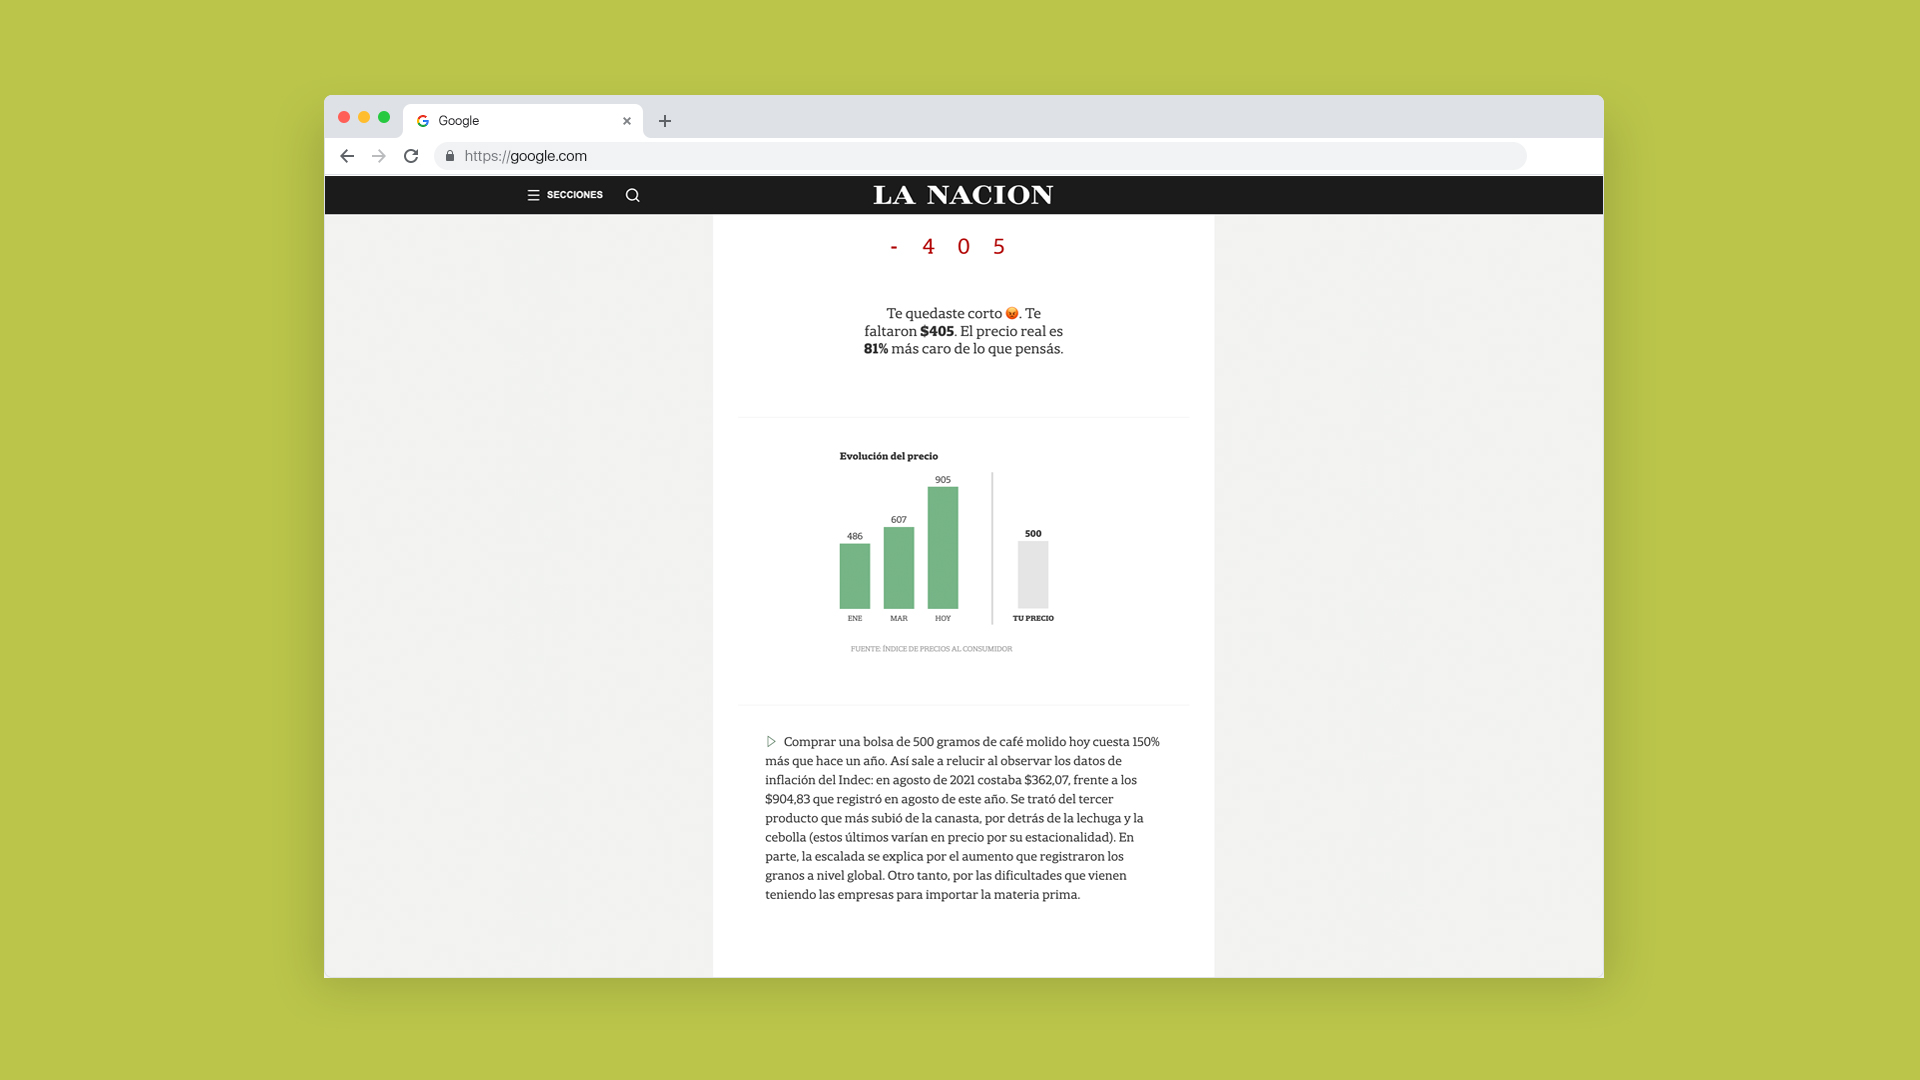 Google
https://google.com
SECCIONES
LA NACION
- 4 0 5
Te quedaste corto 😡. Te
faltaron $405. El precio real es
81% más caro de lo que pensás.
Evolución del precio
905
607
486
500
ENE MAR HOY TU PRECIO
FUENTE: ÍNDICE DE PRECIOS AL CONSUMIDOR
Comprar una bolsa de 500 gramos de café molido hoy cuesta 150%
más que hace un año. Así sale a relucir al observar los datos de
inflación del Indec: en agosto de 2021 costaba $362,07, frente a los
$904,83 que registró en agosto de este año. Se trató del tercer
producto que más subió de la canasta, por detrás de la lechuga y la
cebolla (estos últimos varían en precio por su estacionalidad). En
parte, la escalada se explica por el aumento que registraron los
granos a nivel global. Otro tanto, por las dificultades que vienen
teniendo las empresas para importar la materia prima.